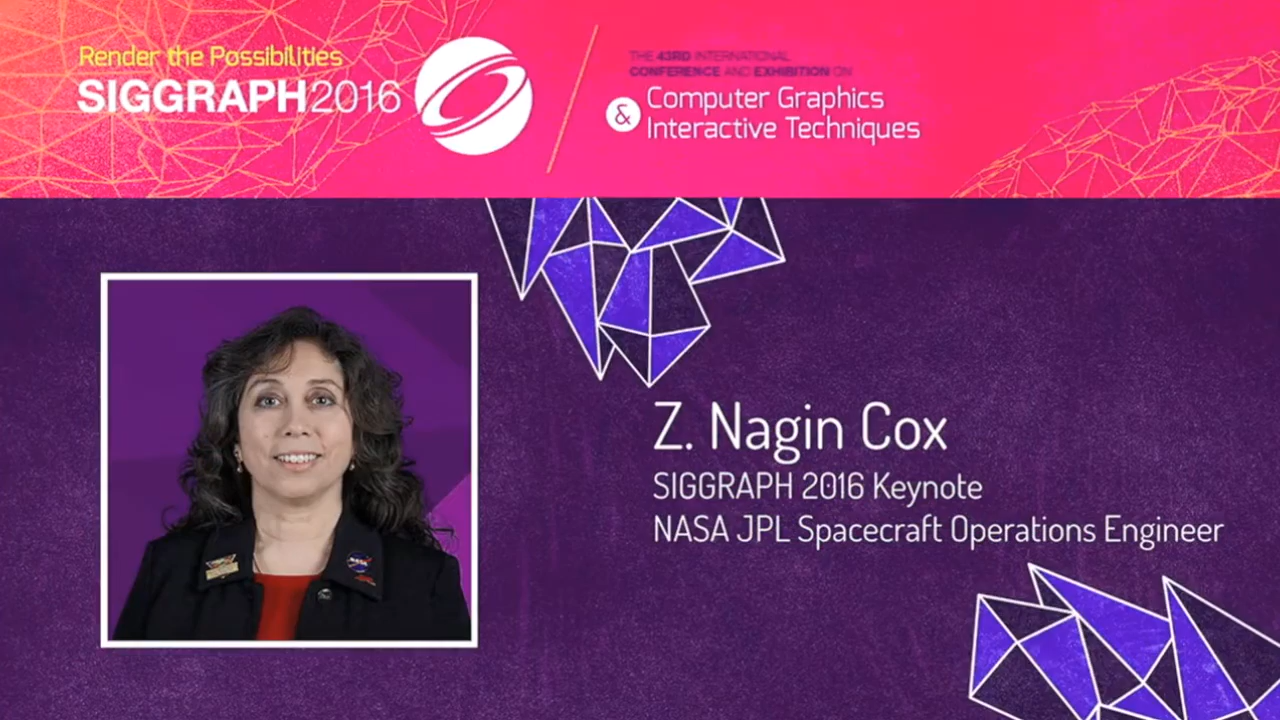 Render the Possibilities
SIGGRAPH2016
THE 43RD INTERNATIONAL
CONFERENCE AND EXHIBITION ON
& Computer Graphics
Interactive Techniques
Z. Nagin Cox
SIGGRAPH 2016 Keynote
NASA JPL Spacecraft Operations Engineer
NASA